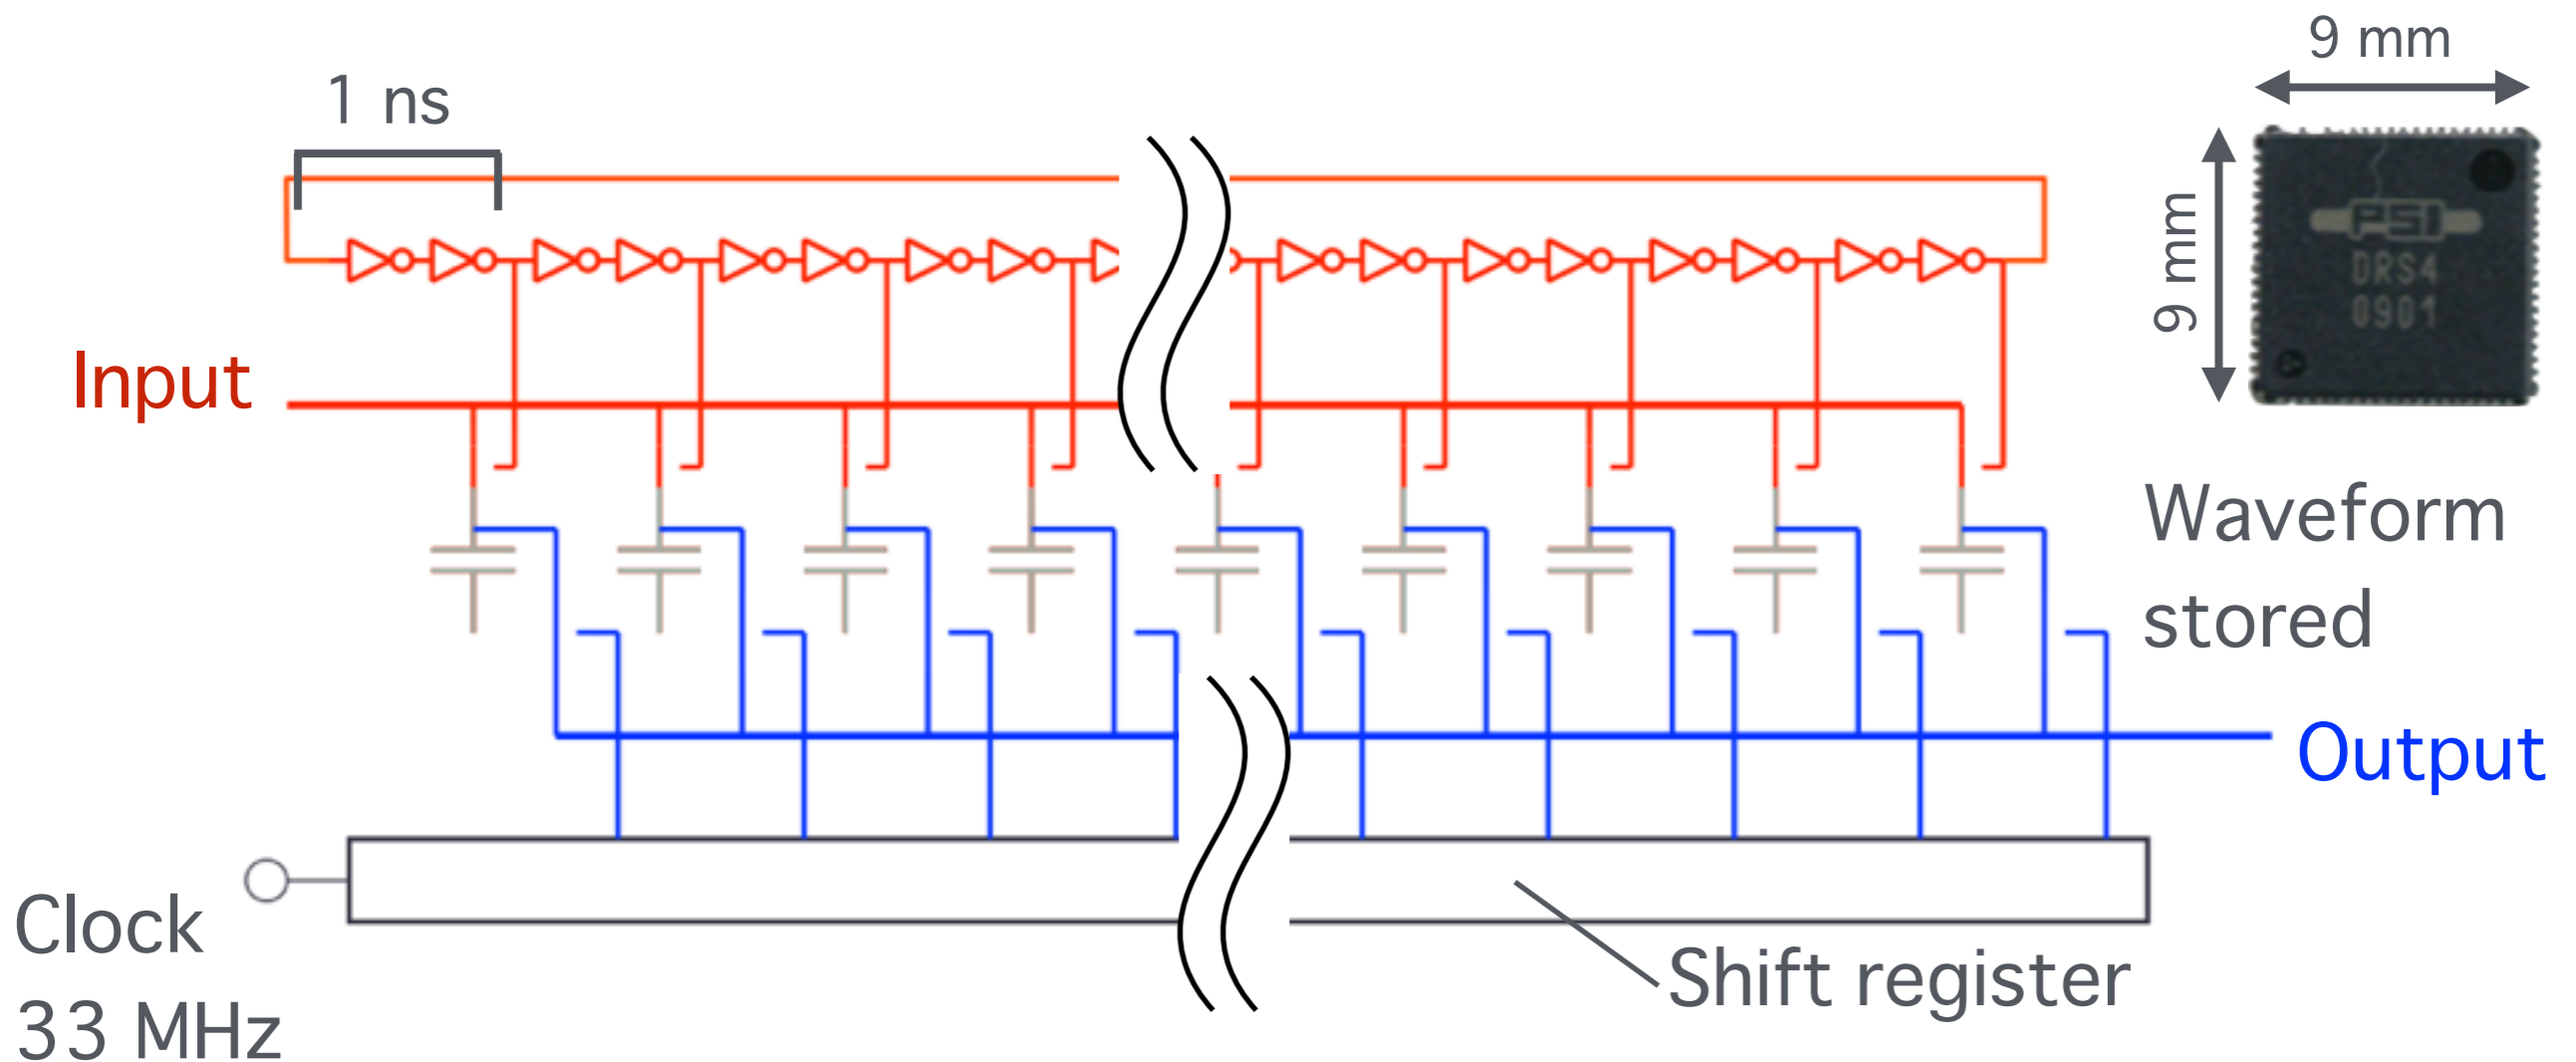 9 mm
1 ns
9 mm
PSI
DRS4
0901
Input
Waveform
stored
Output
Clock
33 MHz
Shift register